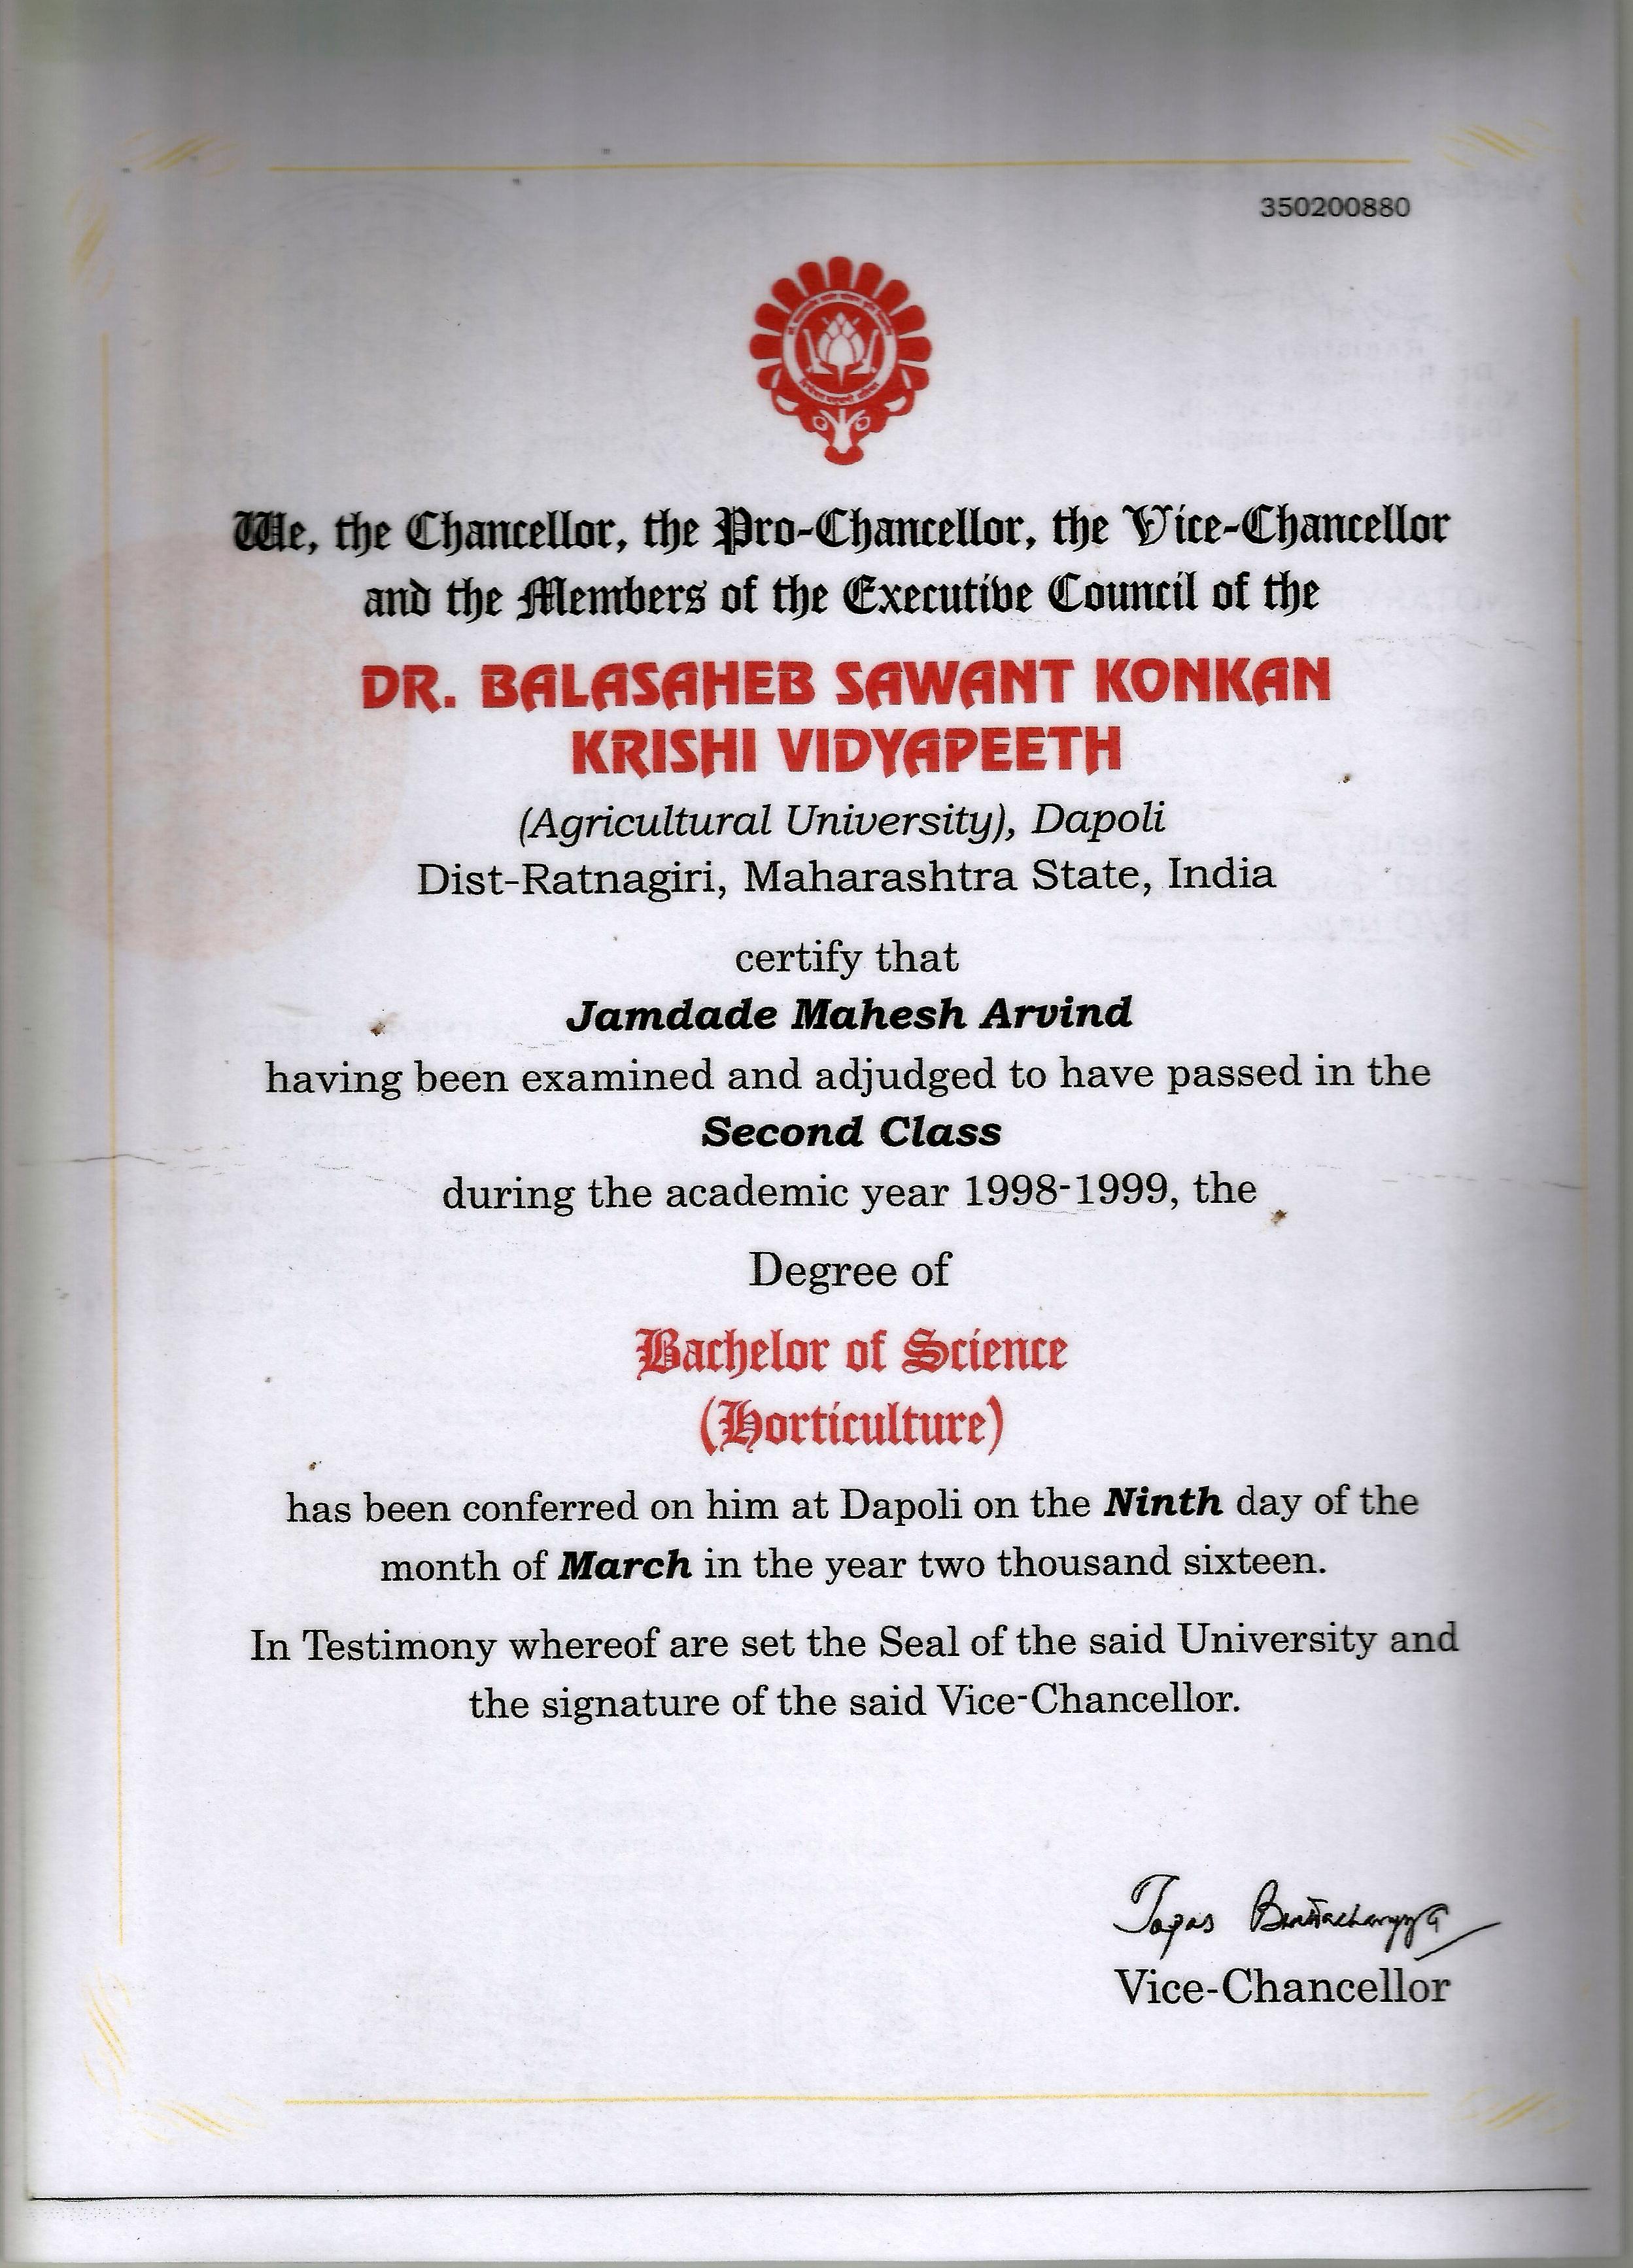 350200880
We, the Chancellor, the Pro-Chancellor, the Vice-Chancellor
and the Members of the Executive Council of the
DR. BALASAHEB SAWANT KONKAN
KRISHI VIDYAPEETH
(Agricultural University), Dapoli
Dist-Ratnagiri, Maharashtra State, India
certify that
Jamdade Mahesh Arvind
having been examined and adjudged to have passed in the
Second Class
during the academic year 1998-1999, the
Degree of
Bachelor of Science
(Horticulture)
has been conferred on him at Dapoli on the Ninth day of the
month of March in the year two thousand sixteen.
In Testimony whereof are set the Seal of the said University and
the signature of the said Vice-Chancellor.
Tapas Bhattacharyya
Vice-Chancellor